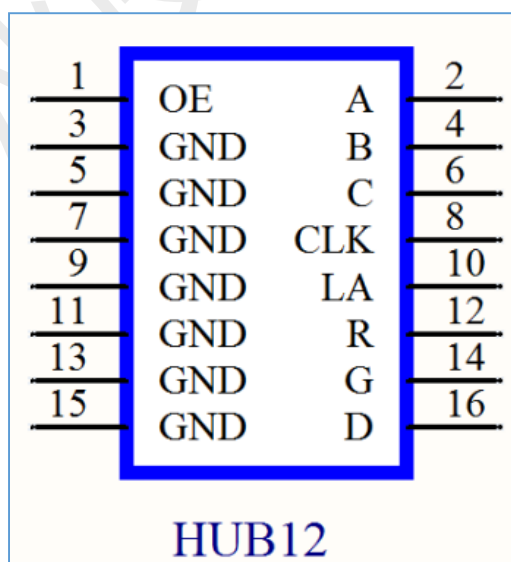 1 OE A 2
3 GND B 4
5 GND C 6
7 GND CLK 8
9 GND LA 10
11 GND R 12
13 GND G 14
15 GND D 16
HUB12